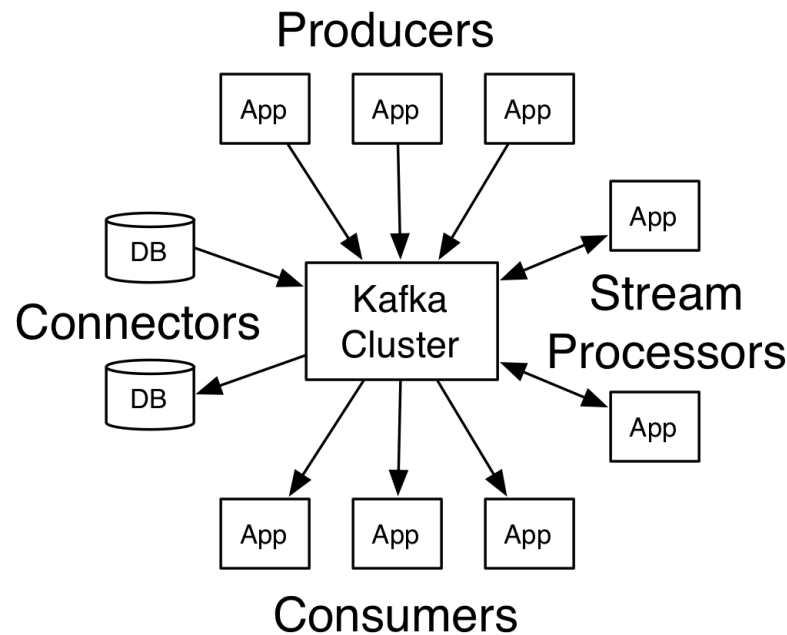 Producers
App
App
App
DB
App
Kafka
Cluster
Stream
Processors
Connectors
DB
App
App
App
App
Consumers